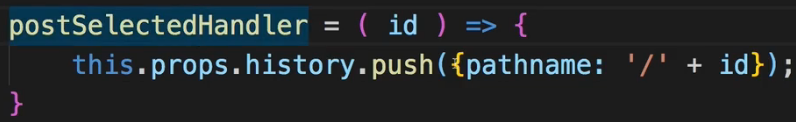 postSelectedHandler = ( id ) => {
    this.props.history.push({pathname: '/' + id});
}